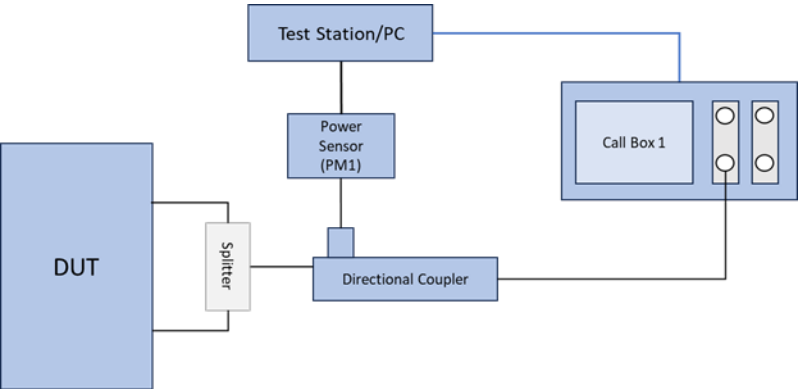 Test Station/PC
Power
Sensor
(PM1)
Call Box 1
DUT
Splitter
Directional Coupler